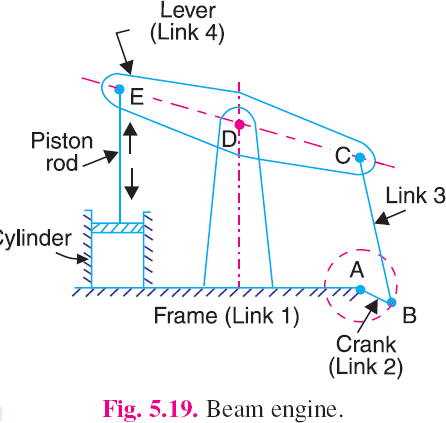 Lever
(Link 4)
E
Piston
rod
D
C
Link 3
Cylinder
A
B
Frame (Link 1)
Crank
(Link 2)
Fig. 5.19. Beam engine.